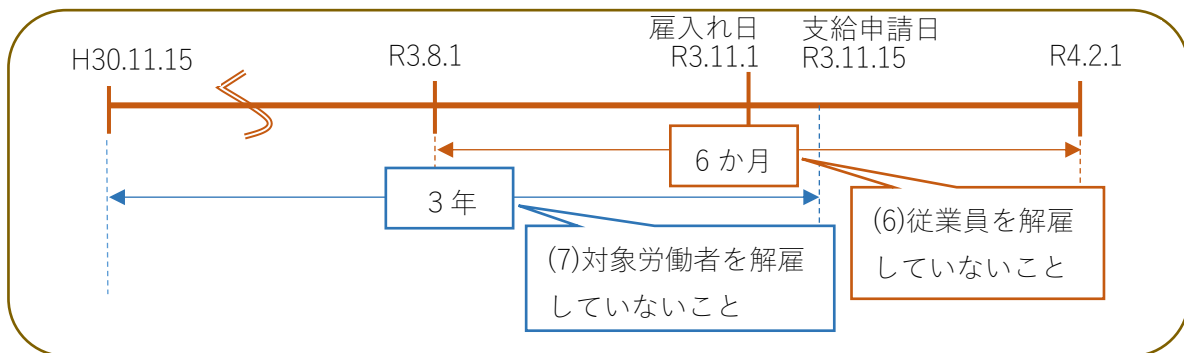 雇入れ日
支給申請日
H30.11.15
R3.8.1
R3.11.1
R3.11.15
R4.2.1
6か月
3年
(6)従業員を解雇
していないこと
(7)対象労働者を解雇
していないこと